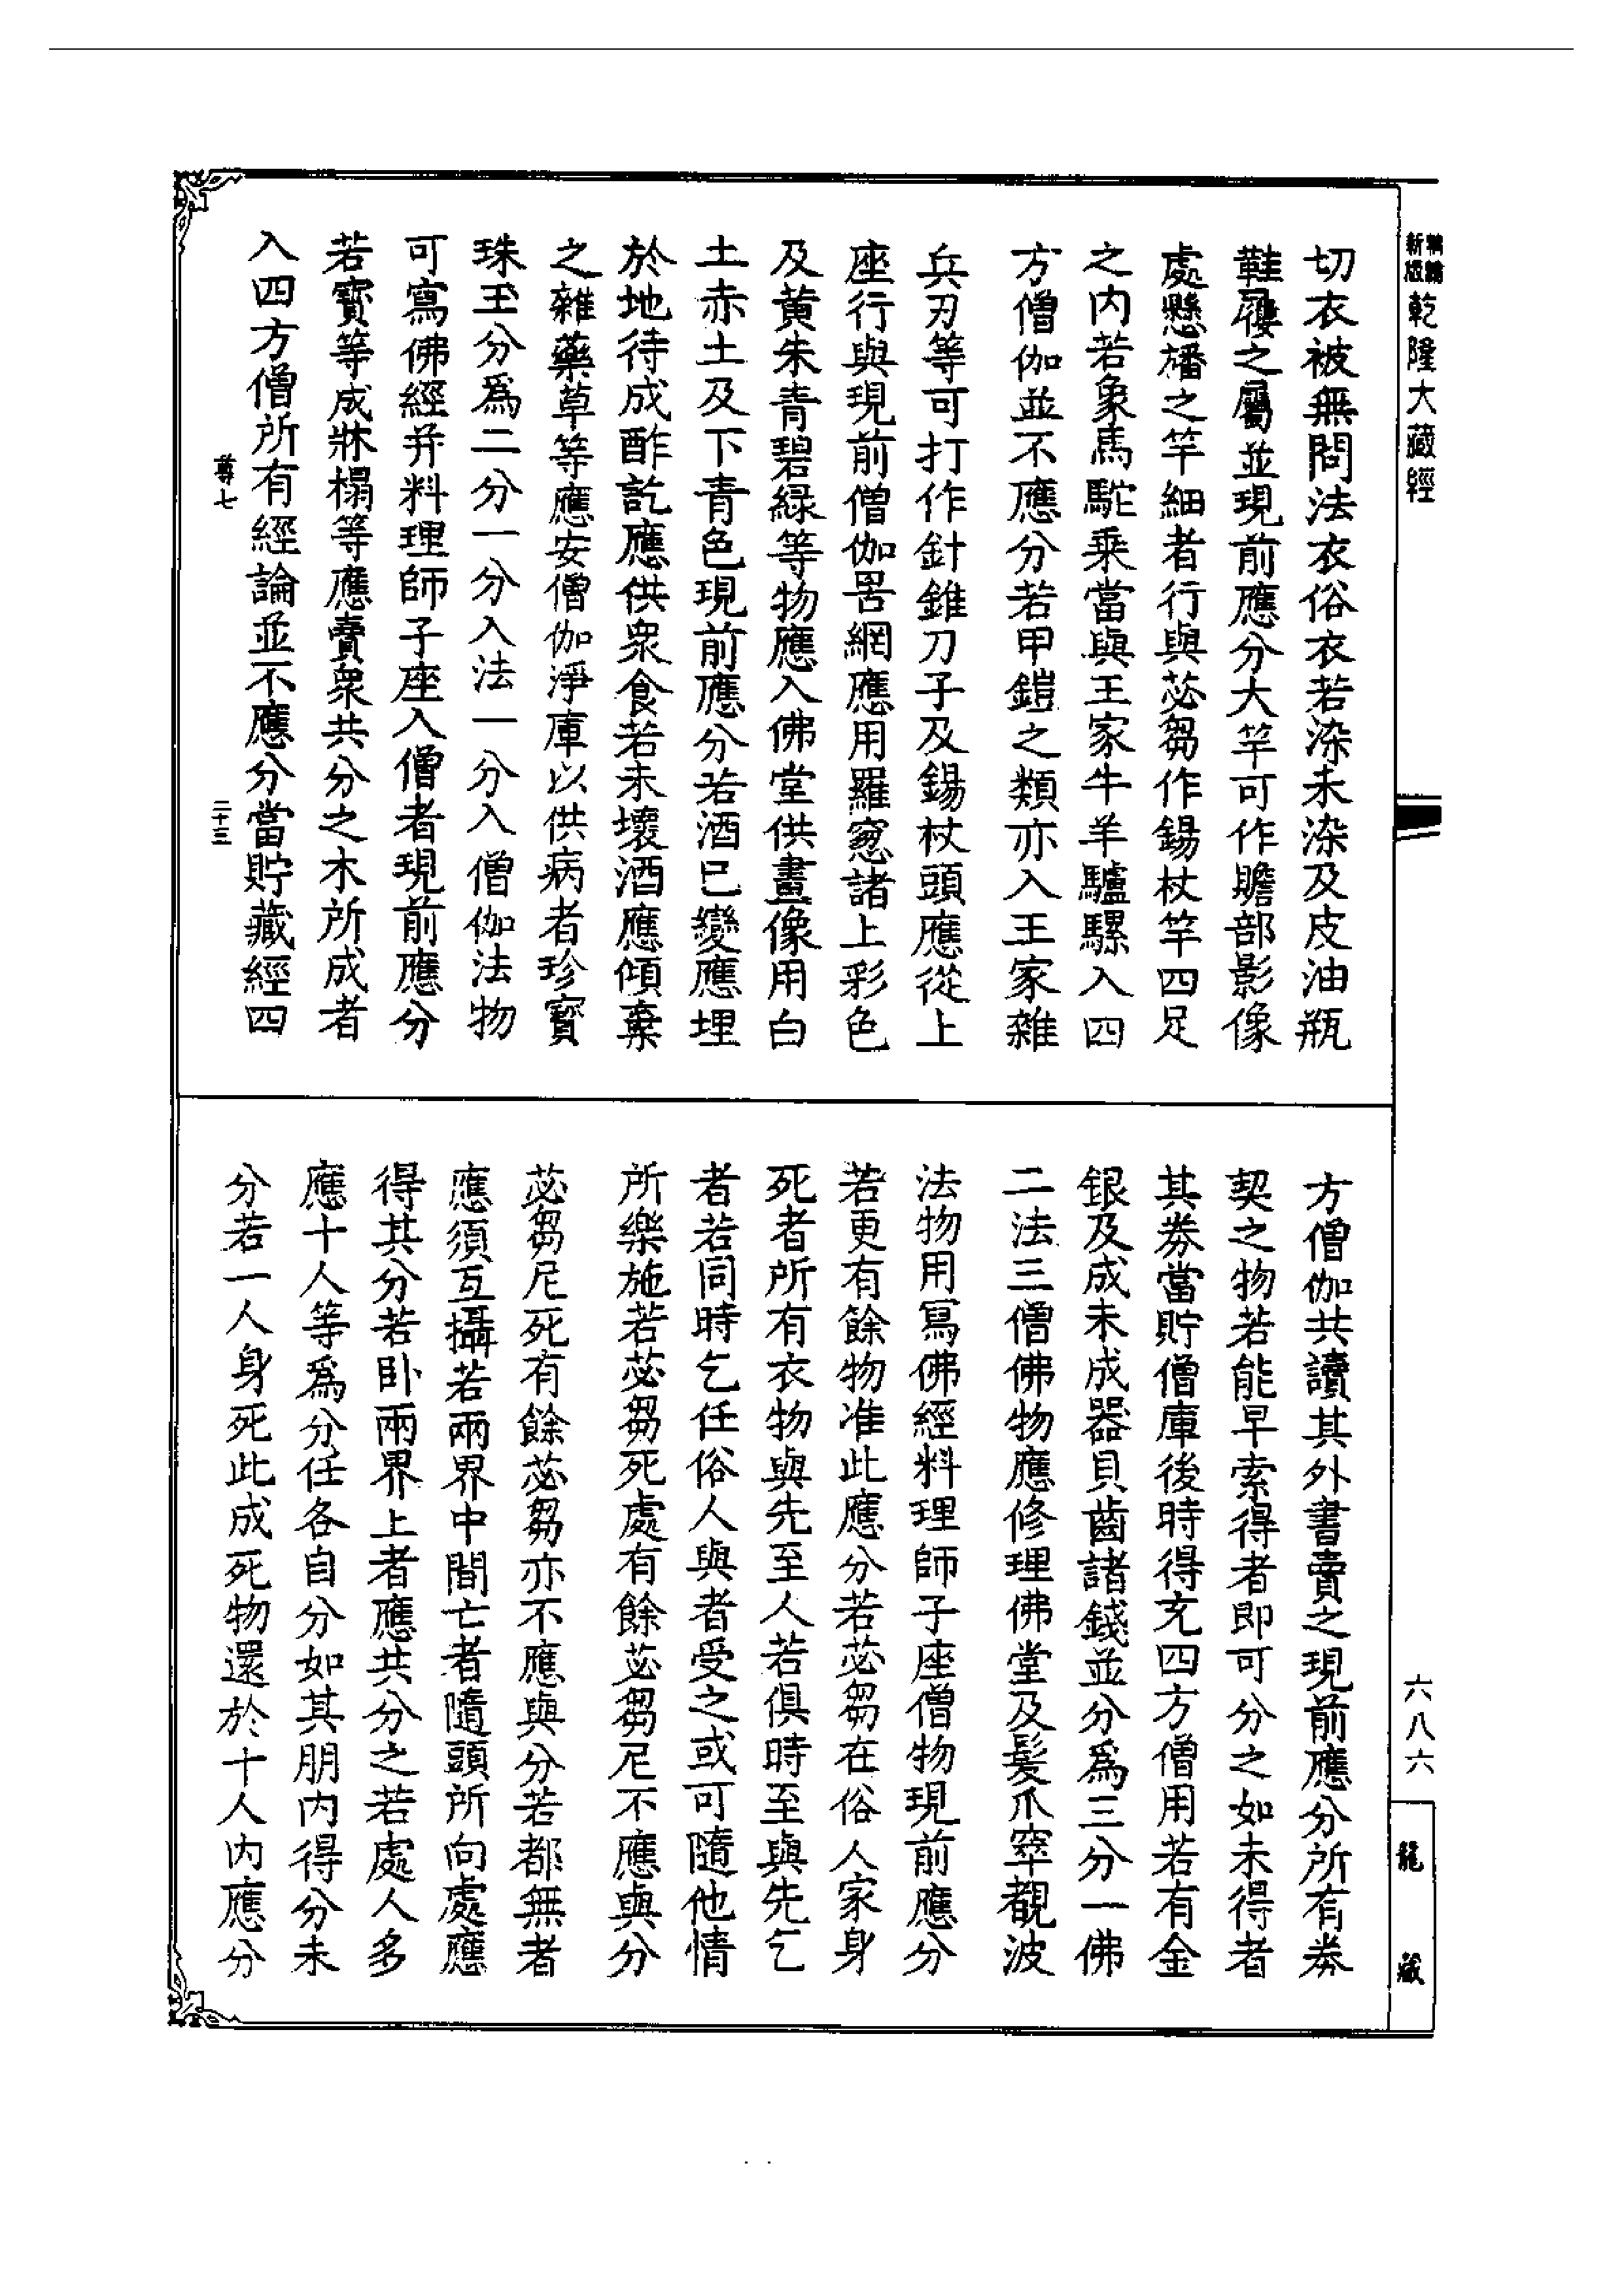 新編縮版乾隆大藏經
切衣被無問法衣俗衣若染未染及皮油瓶
鞋屨之屬並現前應分大竿可作贍部影像
處懸旛之竿細者行與苾芻作錫杖竿四足
之内若象馬駝乘當與王家牛羊驢騾入四
方僧伽並不應分若甲鎧之類亦入王家雜
兵刃等可打作針錐刀子及錫杖頭應從上
座行與現前僧伽罟網應用羅窓諸上彩色
及黄朱青碧緑等物應入佛堂供畫像用白
土赤土及下青色現前應分若酒已變應埋
於地待成酢訖應供衆食若未壞酒應傾棄
之雜藥草等應安僧伽淨庫以供病者珍寶
珠玉分爲二分一分入法一分入僧伽法物
可寫佛經并料理師子座入僧者現前應分
若寶等成牀榻等應賣衆共分之木所成者
入四方僧所有經論並不應分當貯藏經四
尊七 二十三
方僧伽共讀其外書賣之現前應分所有券
契之物若能早索得者即可分之如未得者
其券當貯僧庫後時得充四方僧用若有金
銀及成未成器貝齒諸錢並分爲三分一佛
二法三僧佛物應修理佛堂及髮爪窣覩波
法物用寫佛經料理師子座僧物現前應分
若更有餘物准此應分若苾芻在俗人家身
死者所有衣物與先至人若俱時至與先乞
者若同時乞任俗人與者受之或可隨他情
所樂施若苾芻死處有餘苾芻尼不應與分
苾芻尼死有餘苾芻亦不應與分若都無者
應須互攝若兩界中間亡者隨頭所向處應
得其分若卧兩界上者應共分之若處人多
應十人等爲分任各自分如其朋内得分未
分若一人身死此成死物還於十人内應分
六八六
龍藏